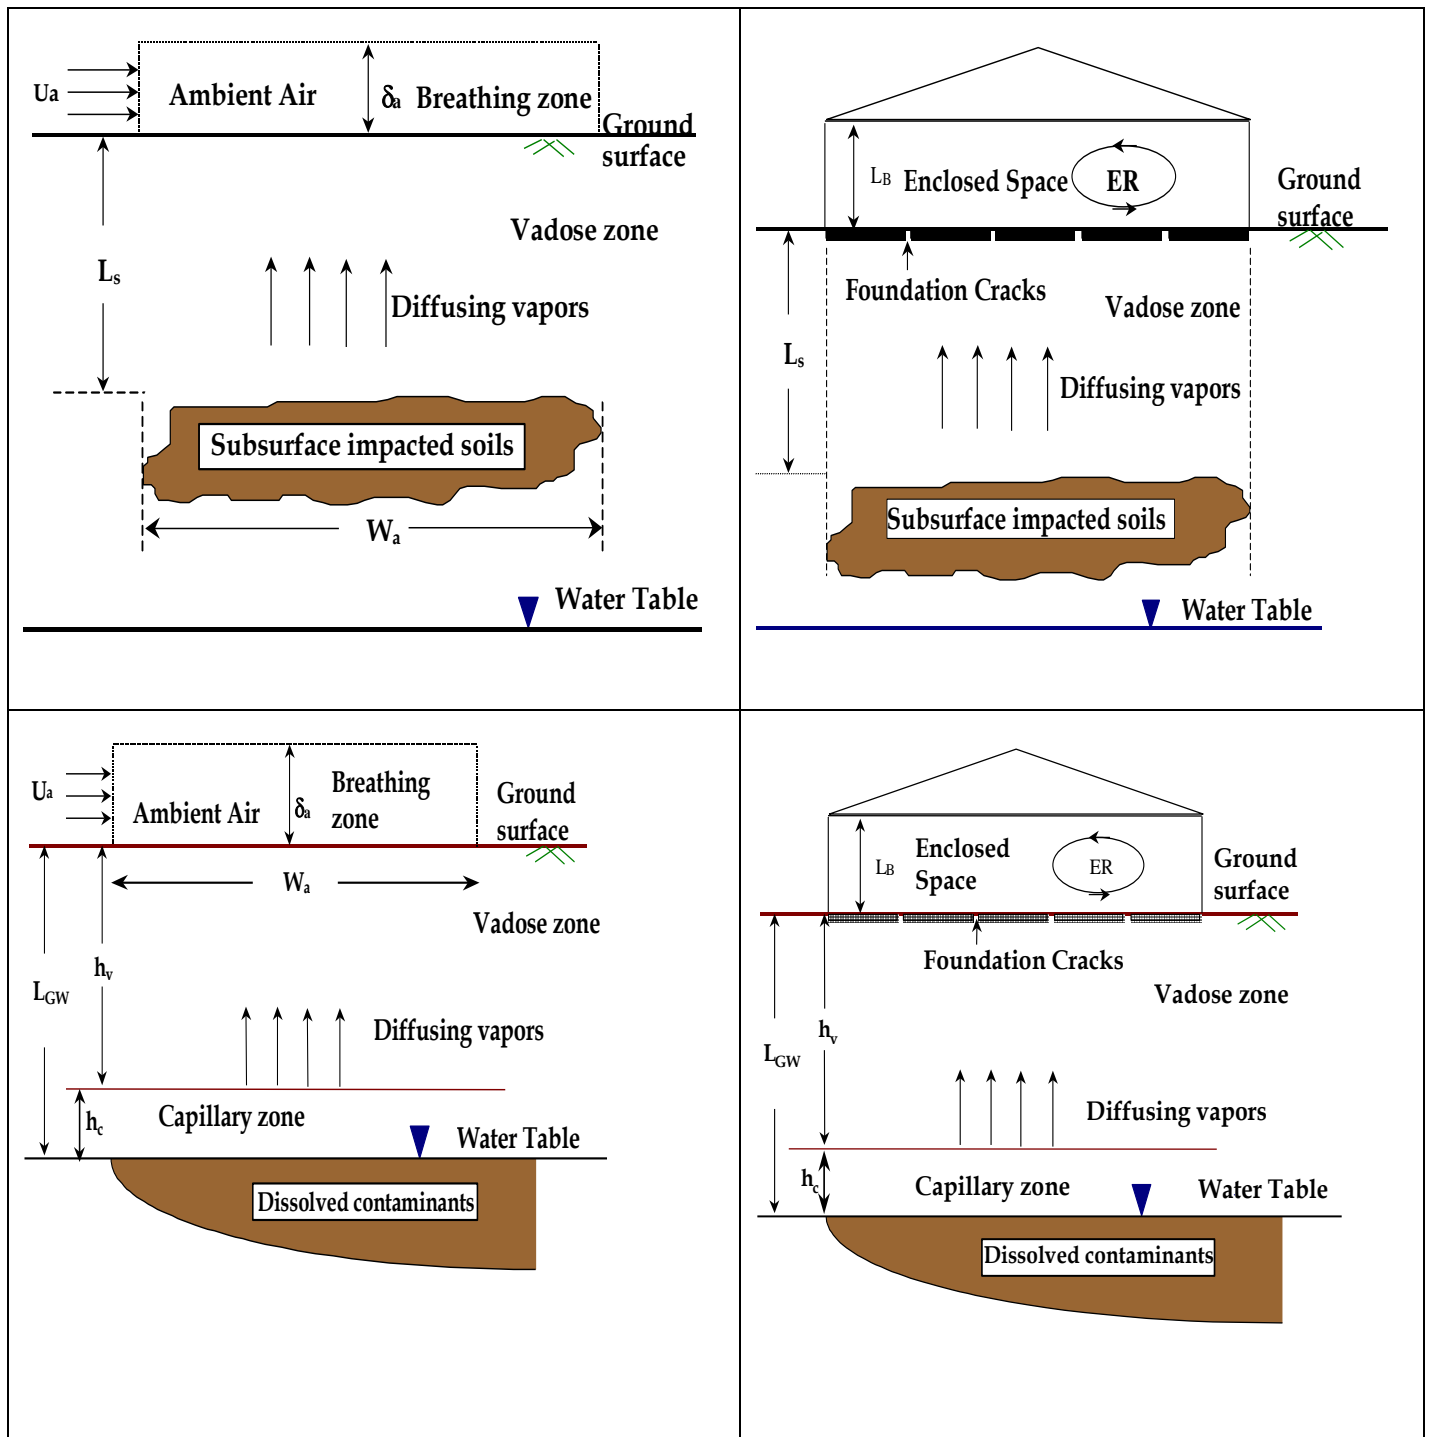 Ua
Ambient Air
δa
Breathing zone
Ground
surface
Vadose zone
Ls
Diffusing vapors
Subsurface impacted soils
Wa
Water Table
LB
Enclosed Space
ER
Ground
surface
Foundation Cracks
Vadose zone
Ls
Diffusing vapors
Subsurface impacted soils
Water Table
Ua
Ambient Air
δa
Breathing
zone
Ground
surface
Wa
Vadose zone
hv
LGW
Diffusing vapors
hc
Capillary zone
Water Table
Dissolved contaminants
LB
Enclosed
Space
ER
Ground
surface
Foundation Cracks
Vadose zone
hv
LGW
Diffusing vapors
hc
Capillary zone
Water Table
Dissolved contaminants